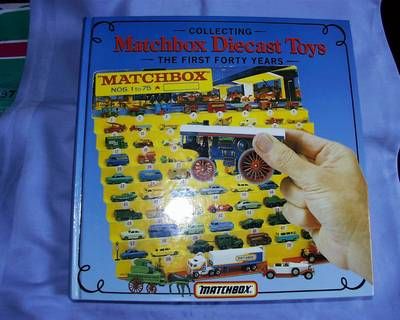 COLLECTING
Matchbox Diecast Toys
THE FIRST FORTY YEARS
MATCHBOX
NOS 1 to 75
MATCHBOX